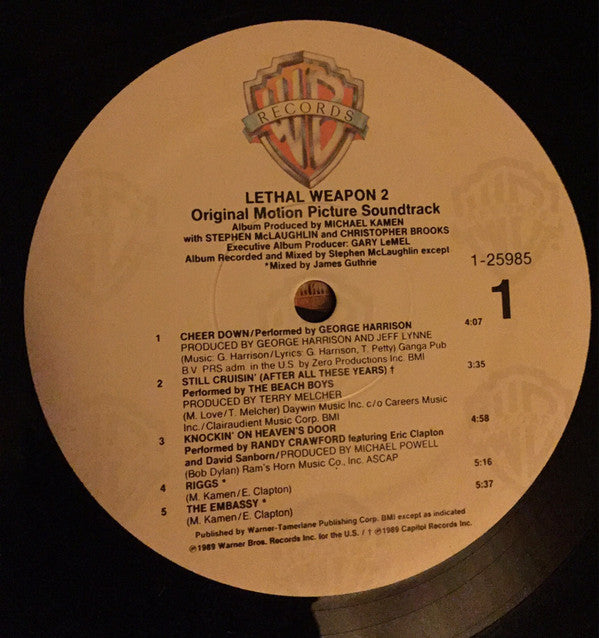 WB
RECORDS
LETHAL WEAPON 2
Original Motion Picture Soundtrack
Album Produced by MICHAEL KAMEN
with STEPHEN McLAUGHLIN and CHRISTOPHER BROOKS
Executive Album Producer: GARY LeMEL
Album Recorded and Mixed by Stephen McLaughlin except
*Mixed by James Guthrie
1-25985
1
1 CHEER DOWN/Performed by GEORGE HARRISON 4:07
PRODUCED BY GEORGE HARRISON AND JEFF LYNNE
(Music: G. Harrison/Lyrics: G. Harrison, T. Petty) Ganga Pub
B.V. PRS adm. in the U.S. by Zero Productions Inc. BMI
2 STILL CRUISIN' (AFTER ALL THESE YEARS) † 3:35
Performed by THE BEACH BOYS
PRODUCED BY TERRY MELCHER
(M. Love/T. Melcher) Daywin Music Inc. c/o Careers Music
Inc./Clairaudient Music Corp. BMI
3 KNOCKIN' ON HEAVEN'S DOOR 4:58
Performed by RANDY CRAWFORD featuring Eric Clapton
and David Sanborn/PRODUCED BY MICHAEL POWELL
(Bob Dylan) Ram's Horn Music Co., Inc. ASCAP
4 RIGGS * 5:16
(M. Kamen/E. Clapton)
5 THE EMBASSY * 5:37
(M. Kamen/E. Clapton)
Published by Warner-Tamerlane Publishing Corp. BMI except as indicated
℗1989 Warner Bros. Records Inc. for the U.S. / † ℗1989 Capitol Records Inc.